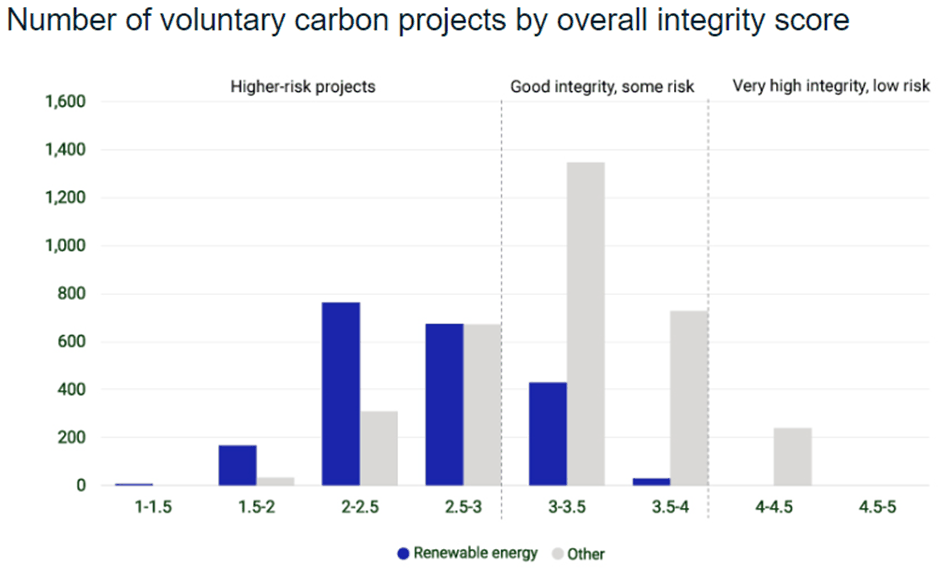 Number of voluntary carbon projects by overall integrity score
Higher-risk projects
Good integrity, some risk
Very high integrity, low risk
1,600
1,400
1,200
1,000
800
600
400
200
0
1-1.5
1.5-2
2-2.5
2.5-3
3-3.5
3.5-4
4-4.5
4.5-5
Renewable energy
Other